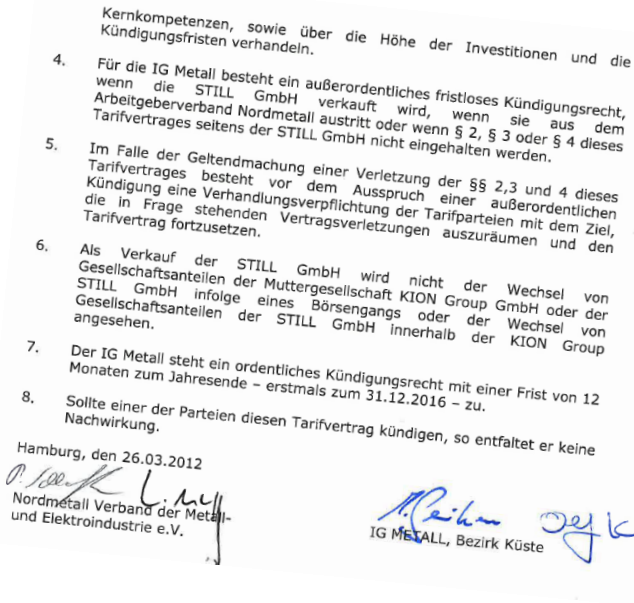 Kernkompetenzen, sowie über die Höhe der Investitionen und die
Kündigungsfristen verhandeln.
4. Für die IG Metall besteht ein außerordentliches fristloses Kündigungsrecht,
wenn die STILL GmbH verkauft wird, wenn sie aus dem
Arbeitgeberverband Nordmetall austritt oder wenn § 2, § 3 oder § 4 dieses
Tarifvertrages seitens der STILL GmbH nicht eingehalten werden.
5. Im Falle der Geltendmachung einer Verletzung der §§ 2,3 und 4 dieses
Tarifvertrages besteht vor dem Ausspruch einer außerordentlichen
Kündigung eine Verhandlungsverpflichtung der Tarifparteien mit dem Ziel,
die in Frage stehenden Vertragsverletzungen auszuräumen und den
Tarifvertrag fortzusetzen.
6. Als Verkauf der STILL GmbH wird nicht der Wechsel von
Gesellschaftsanteilen der Muttergesellschaft KION Group GmbH oder der
STILL GmbH infolge eines Börsengangs oder der Wechsel von
Gesellschaftsanteilen der STILL GmbH innerhalb der KION Group
angesehen.
7. Der IG Metall steht ein ordentliches Kündigungsrecht mit einer Frist von 12
Monaten zum Jahresende – erstmals zum 31.12.2016 – zu.
8. Sollte einer der Parteien diesen Tarifvertrag kündigen, so entfaltet er keine
Nachwirkung.
Hamburg, den 26.03.2012
Nordmetall Verband der Metall-
und Elektroindustrie e.V.
IG METALL, Bezirk Küste